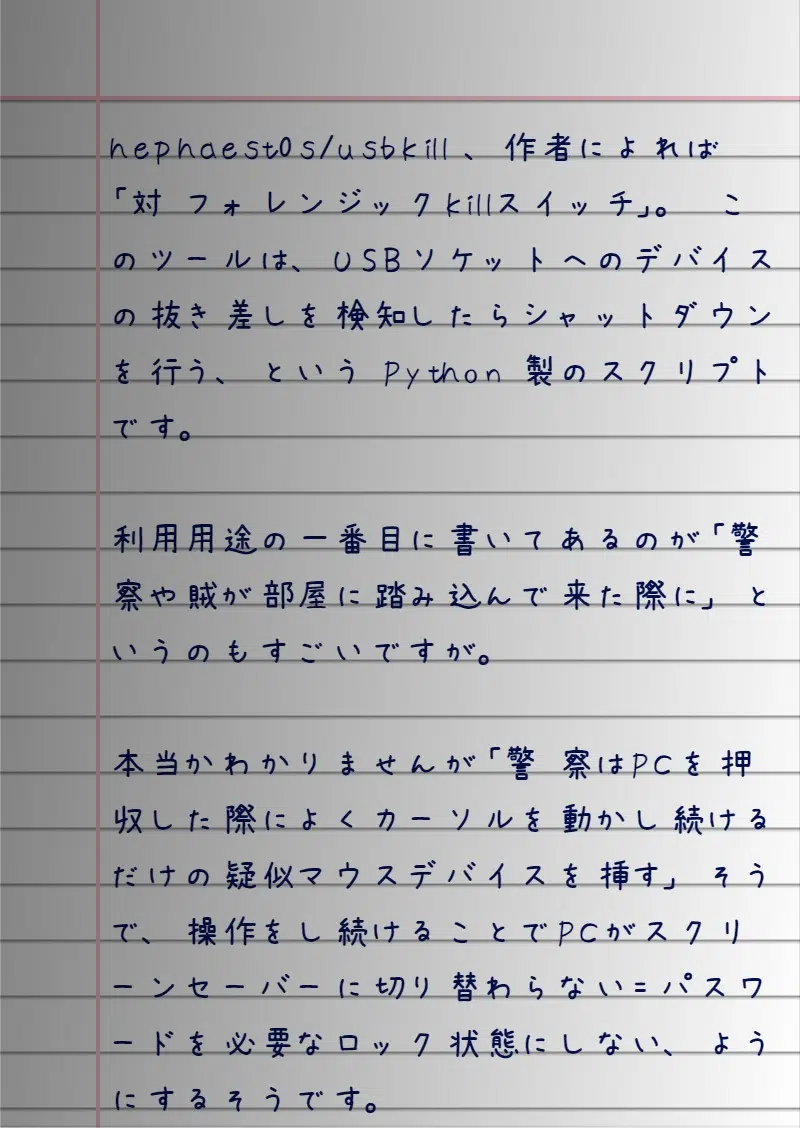 hephaest0s/usbkill、作者によれば
「対フォレンジックkillスイッチ」。 こ
のツールは、USBソケットへのデバイス
の抜き差しを検知したらシャットダウン
を行う、という Python 製のスクリプト
です。
利用用途の一番目に書いてあるのが「警
察や賊が部屋に踏み込んで来た際に」と
いうのもすごいですが。
本当かわかりませんが「警察はPCを押
収した際によくカーソルを動かし続ける
だけの疑似マウスデバイスを挿す」そう
で、操作をし続けることでPCがスクリ
ーンセーバーに切り替わらない=パスワ
ードを必要なロック状態にしない、よう
にするそうです。